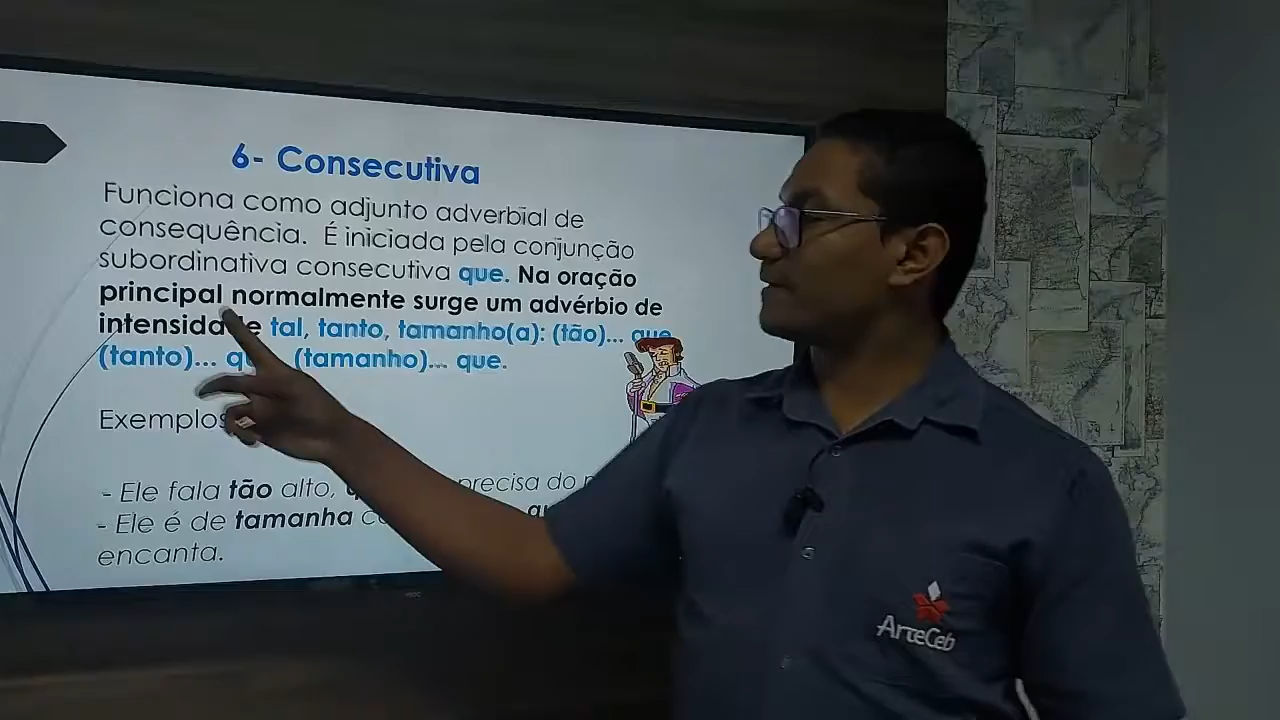 6- Consecutiva
Funciona como adjunto adverbial de
consequência. É iniciada pela conjunção
subordinativa consecutiva que. Na oração
principal normalmente surge um advérbio de
intensidade tal, tanto, tamanho(a): (tão)... que
(tanto)... (tamanho)... que.
Exemplos
- Ele fala tão alto, precisa do
- Ele é de tamanha
encanta.
ArteCeb